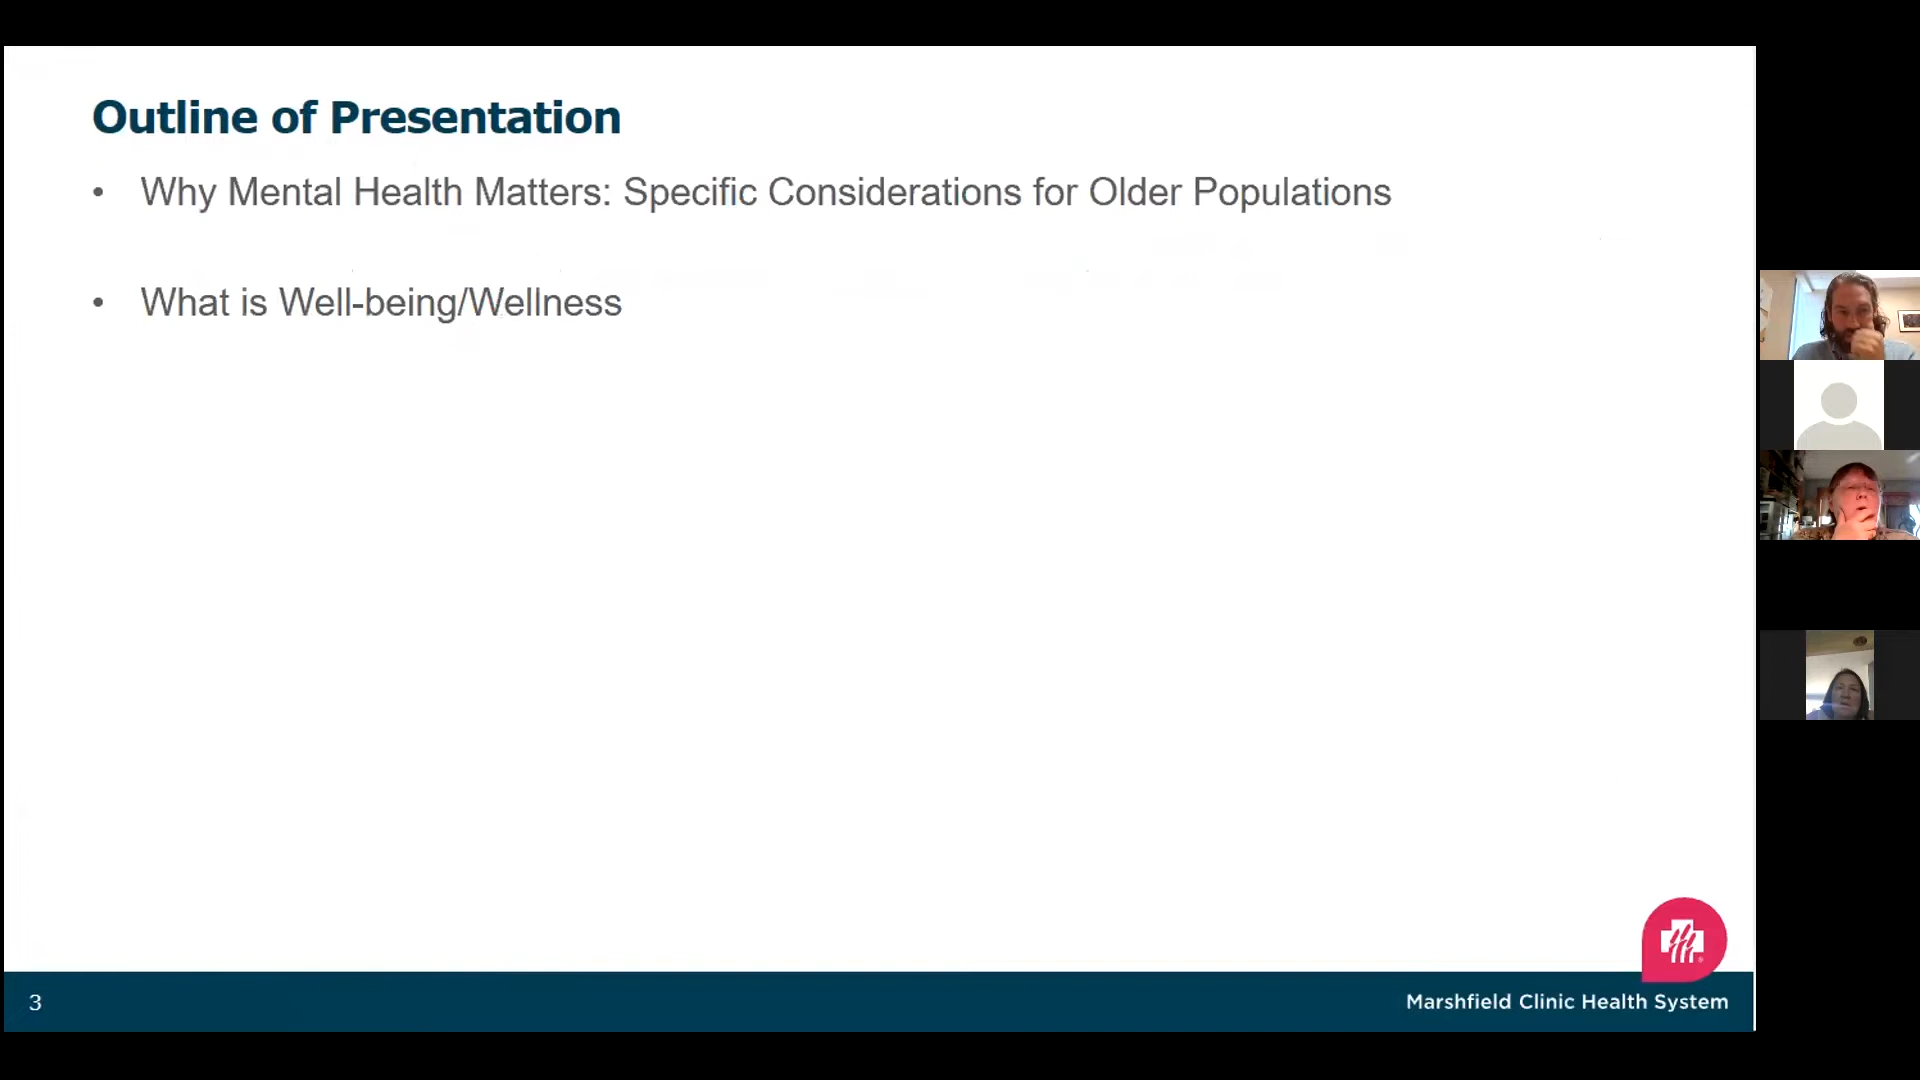 Outline of Presentation
• Why Mental Health Matters: Specific Considerations for Older Populations
• What is Well-being/Wellness
3
Marshfield Clinic Health System